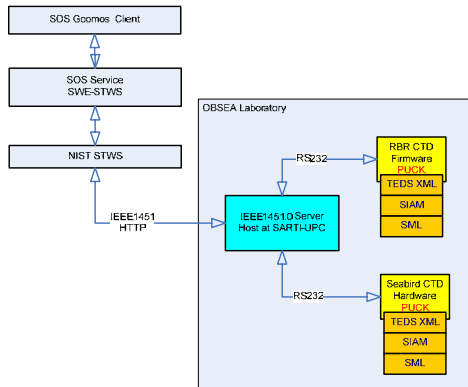 SOS Goomos Client
SOS Service
SWE-STWS
NIST STWS
IEEE1451
HTTP
OBSEA Laboratory
IEEE1451.0 Server
Host at SARTI-UPC
RS232
RBR CTD
Firmware
PUCK
TEDS XML
SIAM
SML
RS232
Seabird CTD
Hardware
PUCK
TEDS XML
SIAM
SML